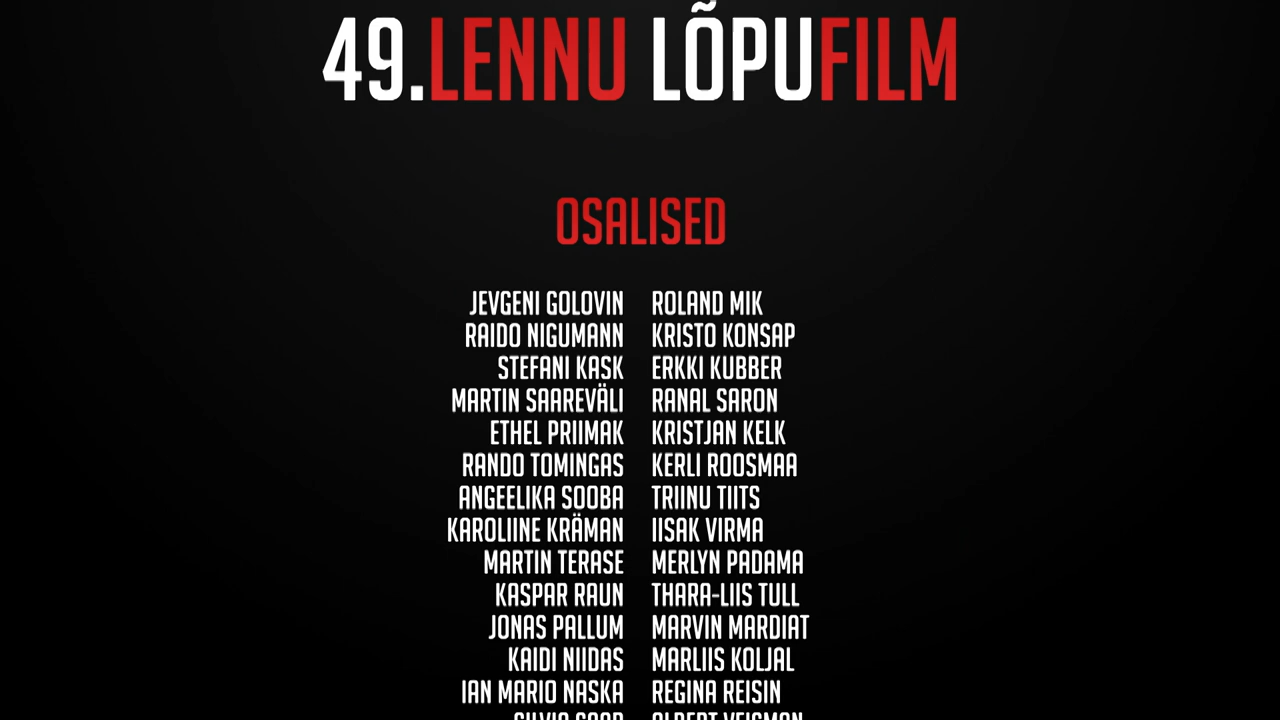 49.LENNU LÕPUFILM
OSALISED
JEVGENI GOLOVIN ROLAND MIK
RAIDO NIGUMANN KRISTO KONSAP
STEFANI KASK ERKKI KUBBER
MARTIN SAAREVÄLI RANAL SARON
ETHEL PRIIMAK KRISTJAN KELK
RANDO TOMINGAS KERLI ROOSMAA
ANGEELIKA SOOBA TRIINU TIITS
KAROLIINE KRÄMAN IISAK VIRMA
MARTIN TERASE MERLYN PADAMA
KASPAR RAUN THARA-LIIS TULL
JONAS PALLUM MARVIN MARDIAT
KAIDI NIIDAS MARLIIS KOLJAL
IAN MARIO NASKA REGINA REISIN